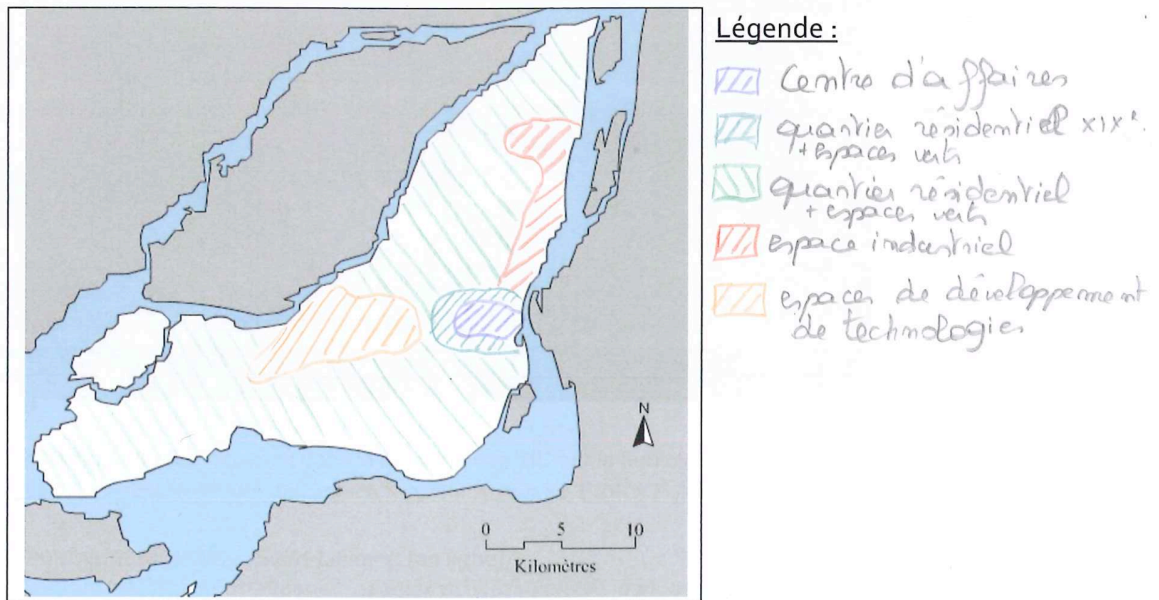 Légende :
Centre d'affaires
quartier résidentiel XIXe.
+ espaces verts
quartier résidentiel
+ espaces verts
espace industriel
espaces de développement
de technologies
N
0 5 10
Kilomètres